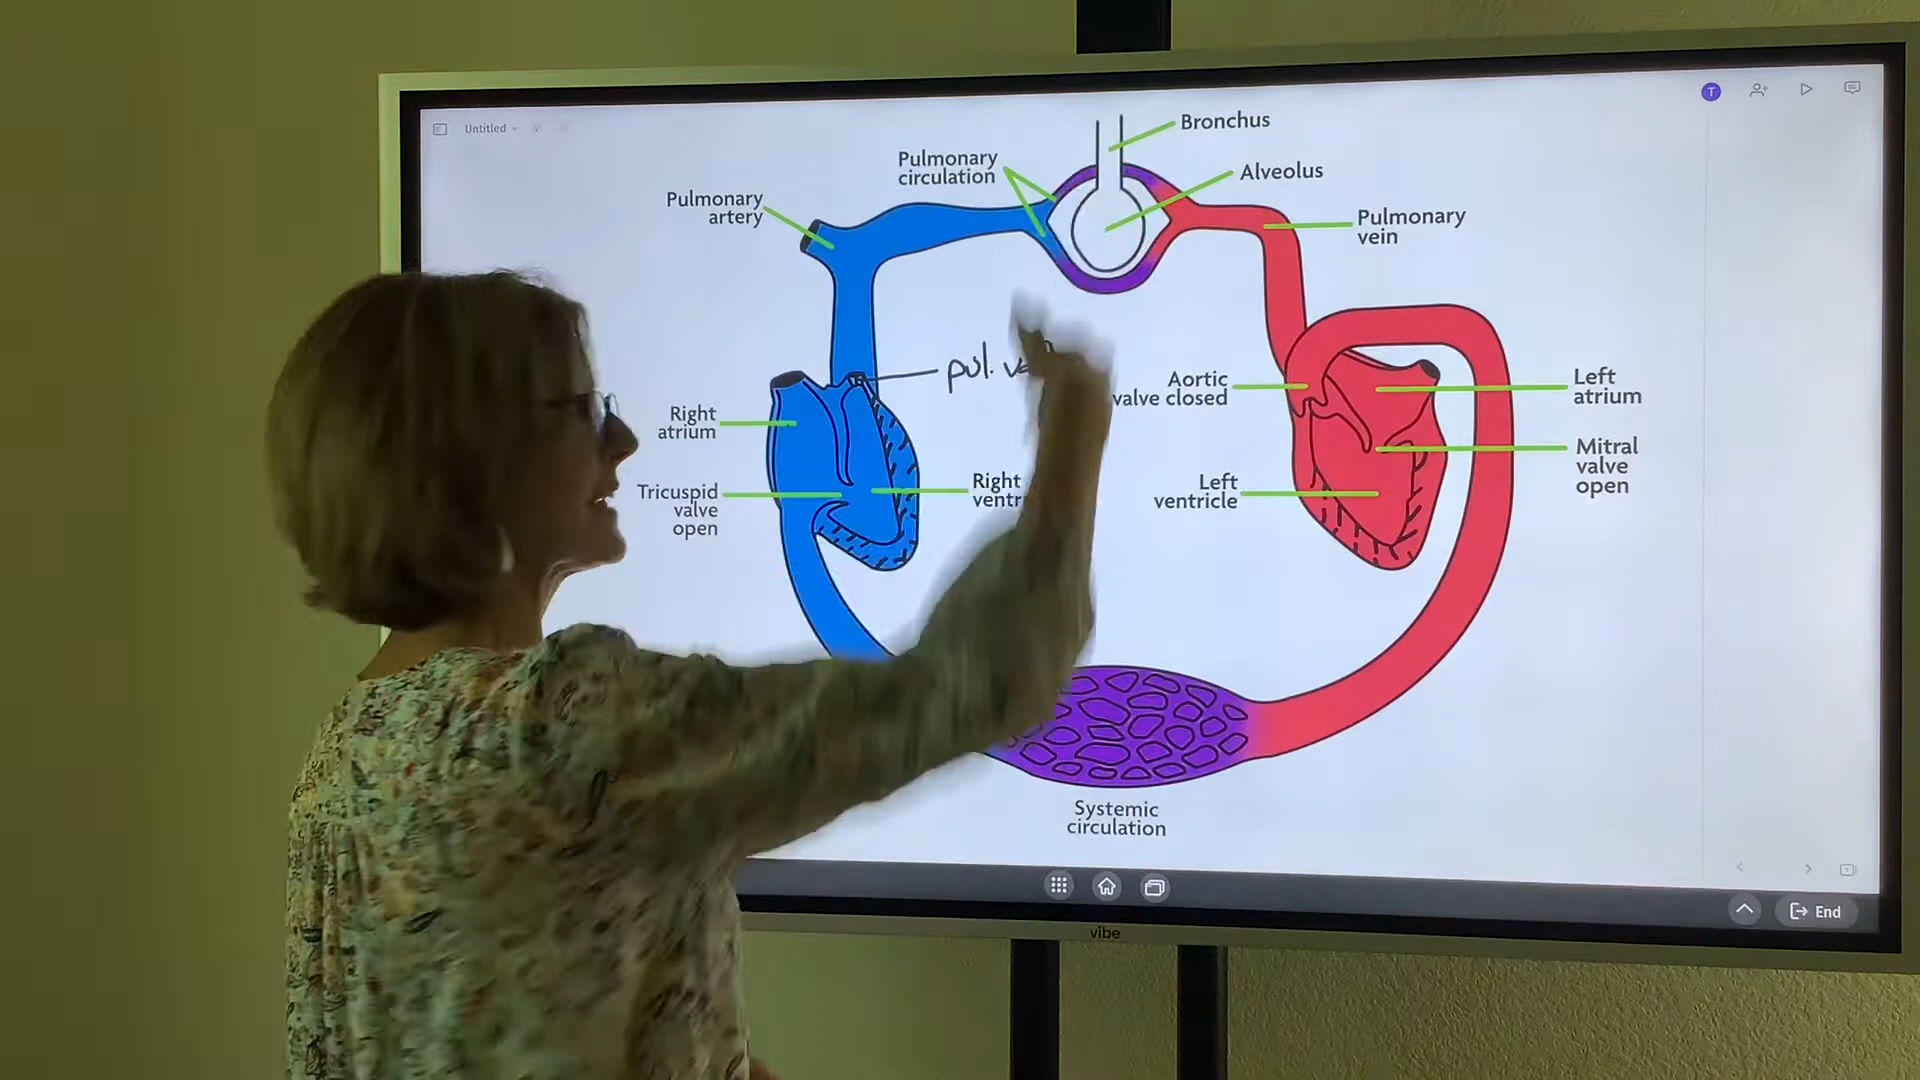 Untitled
T
Bronchus
Pulmonary
circulation
Alveolus
Pulmonary
artery
Pulmonary
vein
pul.
Aortic
valve closed
Left
atrium
Right
atrium
Mitral
valve
open
Tricuspid
valve
open
Right
Left
ventricle
Systemic
circulation
End
vibe